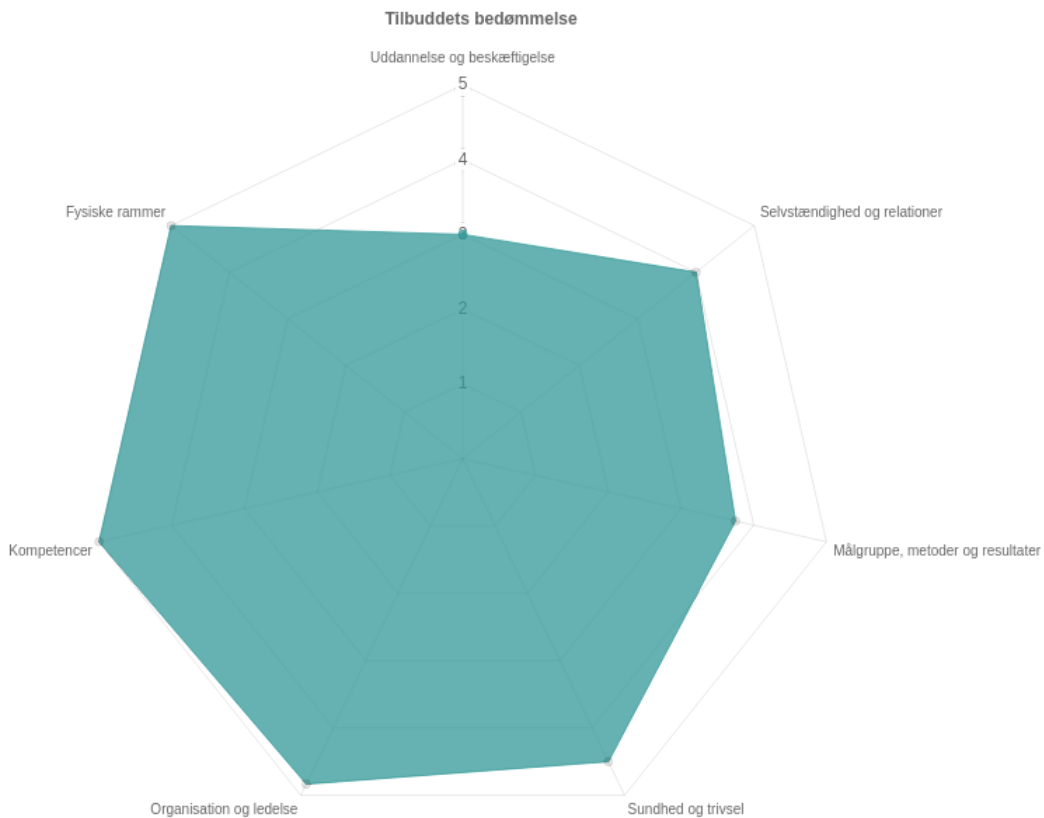 Tilbuddets bedømmelse
Uddannelse og beskæftigelse
5
4
3
2
1
Fysiske rammer
Selvstændighed og relationer
Kompetencer
Målgruppe, metoder og resultater
Organisation og ledelse
Sundhed og trivsel